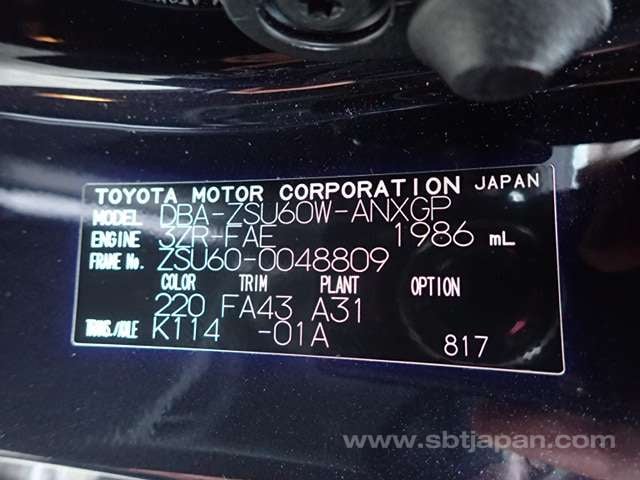 TOYOTA MOTOR CORPORATION JAPAN
MODEL DBA-ZSU60W-ANXGP
ENGINE 3ZR-FAE 1986 mL
FRAME No. ZSU60-0048809
COLOR TRIM PLANT OPTION
220 FA43 A31
TRANS./AXLE K114 -01A 817
www.sbtjapan.com